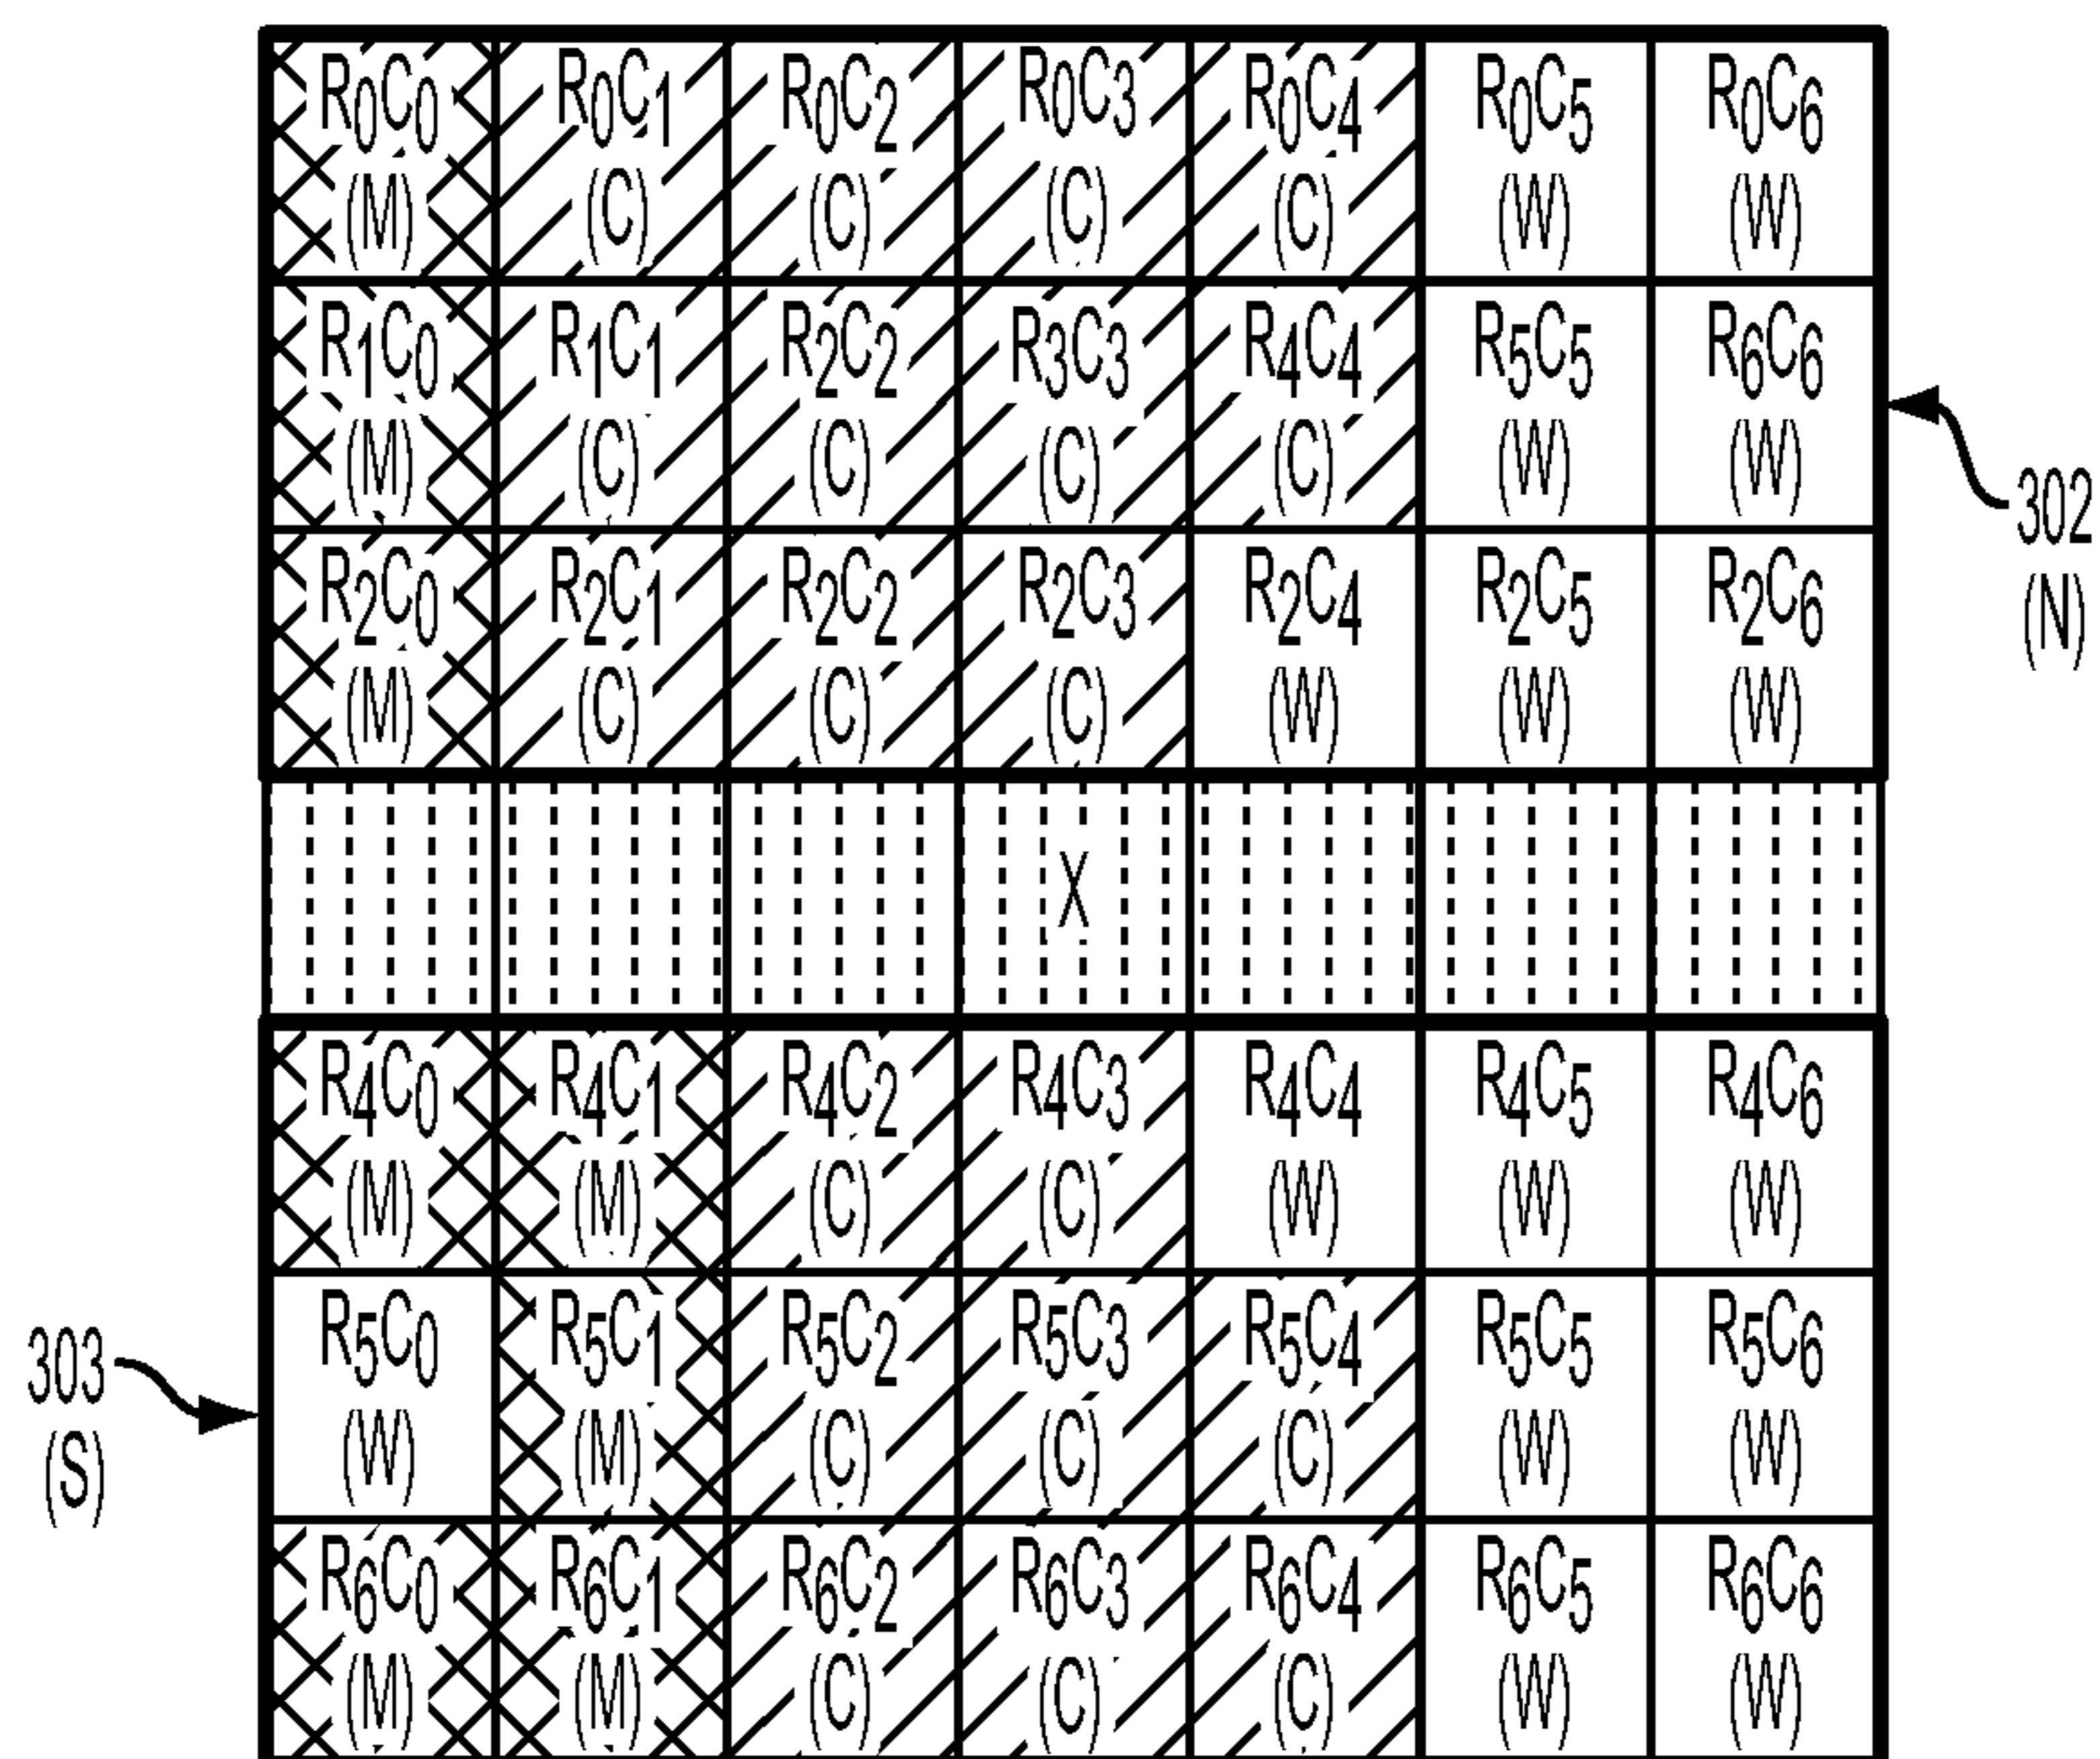 R0C0 R0C1 R0C2 R0C3 R0C4 R0C5 R0C6
(M) (C) (C) (C) (C) (W) (W)
R1C0 R1C1 R2C2 R3C3 R4C4 R5C5 R6C6
(M) (C) (C) (C) (C) (W) (W)
302
(N)
R2C0 R2C1 R2C2 R2C3 R2C4 R2C5 R2C6
(M) (C) (C) (C) (W) (W) (W)
X
R4C0 R4C1 R4C2 R4C3 R4C4 R4C5 R4C6
(M) (M) (C) (C) (W) (W) (W)
303
(S)
R5C0 R5C1 R5C2 R5C3 R5C4 R5C5 R5C6
(W) (M) (C) (C) (C) (W) (W)
R6C0 R6C1 R6C2 R6C3 R6C4 R6C5 R6C6
(M) (M) (C) (C) (C) (W) (W)